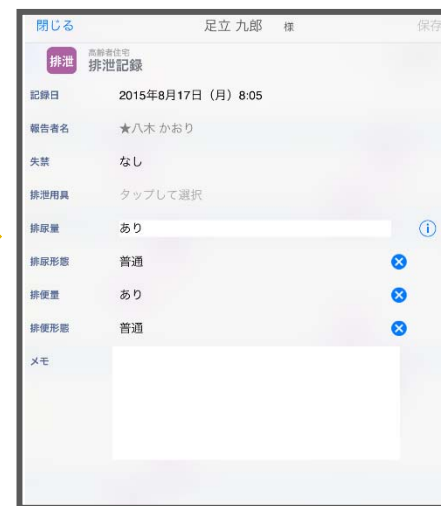 閉じる 足立 九郎 様 保存
排泄 高齢者住宅
排泄記録
記録日 2015年8月17日（月）8:05
報告者名 ★八木 かおり
失禁 なし
排泄用具 タップして選択
排尿量 あり
排尿形態 普通
排便量 あり
排便形態 普通
メモ